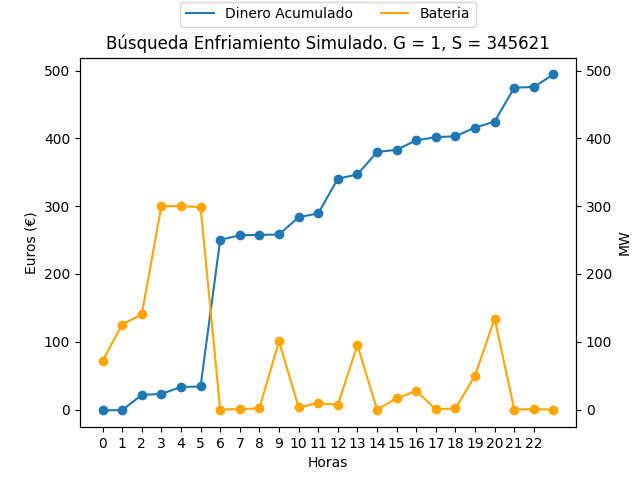 Dinero Acumulado Bateria
Búsqueda Enfriamiento Simulado. G = 1, S = 345621
500 500
400 400
300 300
200 200
100 100
0 0
Euros (€)
MW
0 1 2 3 4 5 6 7 8 9 10 11 12 13 14 15 16 17 18 19 20 21 22
Horas